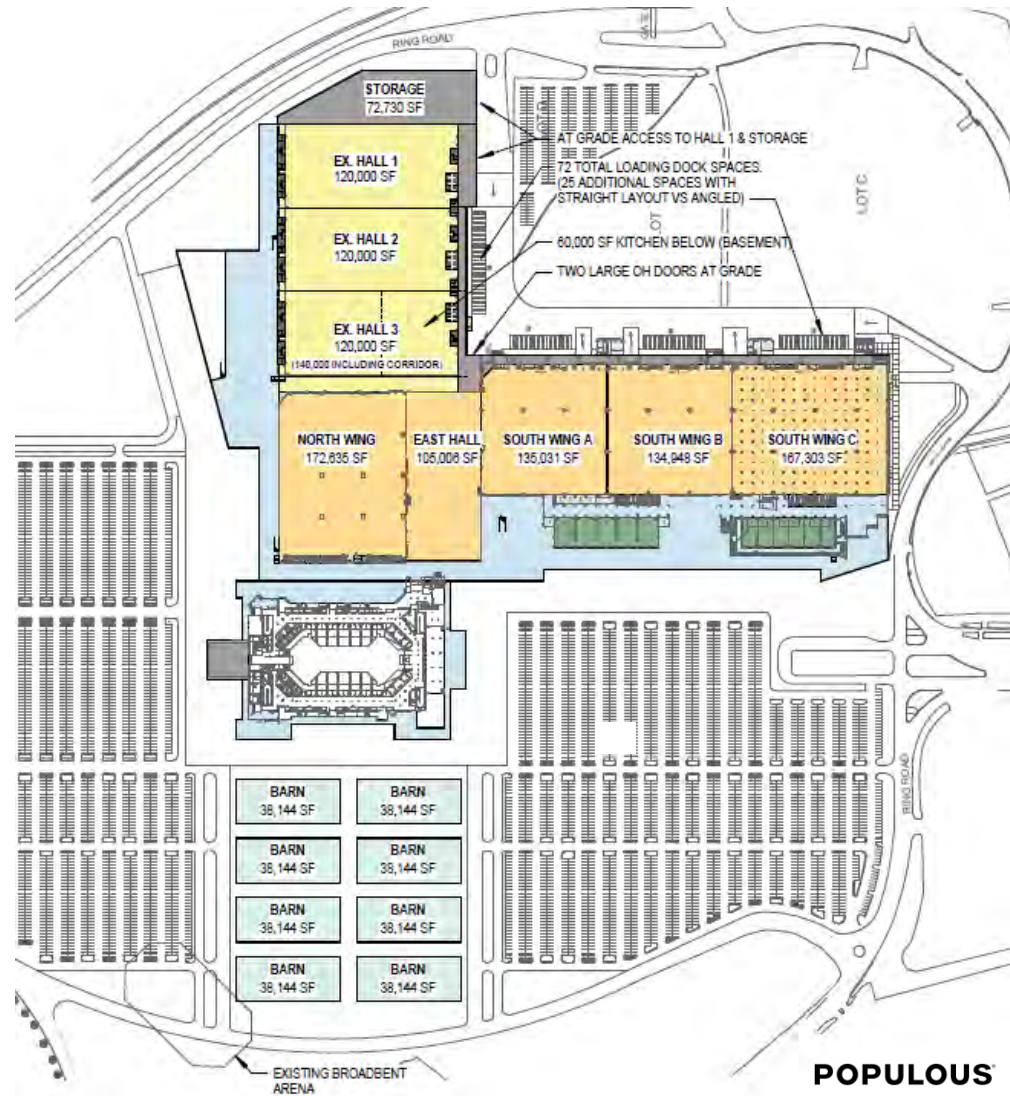 RING ROAD
STORAGE
72,730 SF
AT GRADE ACCESS TO HALL 1 & STORAGE
EX. HALL 1
120,000 SF
72 TOTAL LOADING DOCK SPACES.
(25 ADDITIONAL SPACES WITH
STRAIGHT LAYOUT VS ANGLED)
LOT C
LOT
EX. HALL 2
120,000 SF
60,000 SF KITCHEN BELOW (BASEMENT)
TWO LARGE OH DOORS AT GRADE
EX. HALL 3
120,000 SF
(140,000 INCLUDING CORRIDOR)
NORTH WING
172,635 SF
EAST HALL
105,006 SF
SOUTH WING A
135,031 SF
SOUTH WING B
134,948 SF
SOUTH WING C
167,303 SF
RING ROAD
BARN
38,144 SF
BARN
38,144 SF
BARN
38,144 SF
BARN
38,144 SF
BARN
38,144 SF
BARN
38,144 SF
BARN
38,144 SF
BARN
38,144 SF
EXISTING BROADBENT
ARENA
POPULOUS